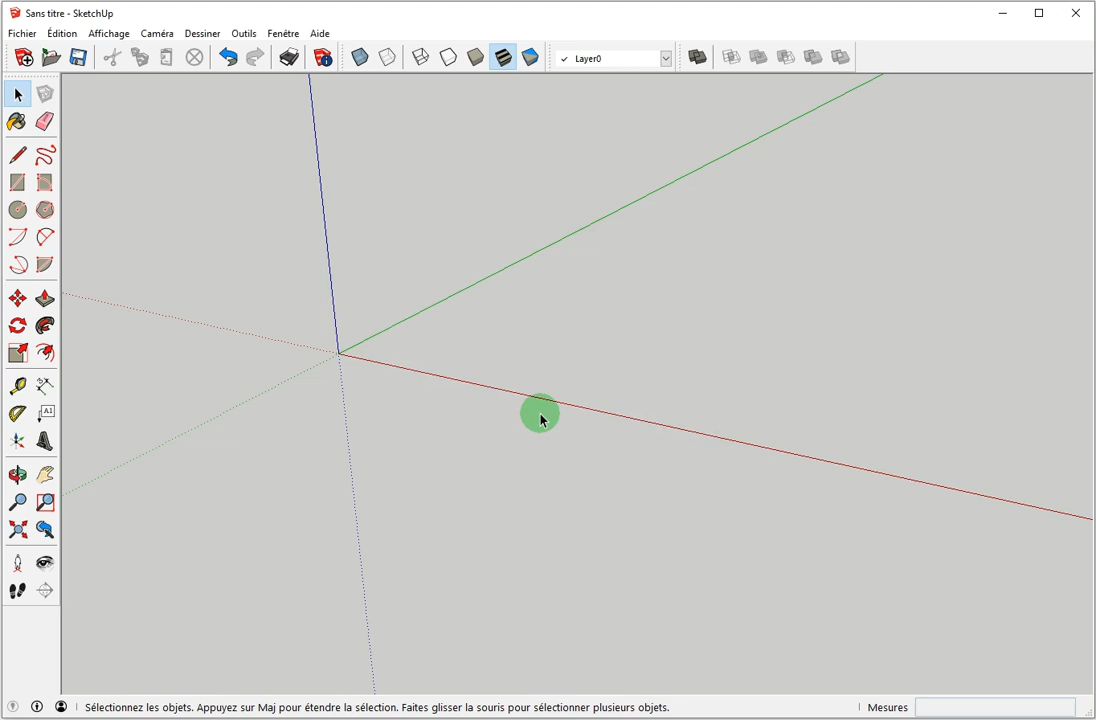 Sans titre - SketchUp
Fichier Édition Affichage Caméra Dessiner Outils Fenêtre Aide
Layer0
A1
Sélectionnez les objets. Appuyez sur Maj pour étendre la sélection. Faites glisser la souris pour sélectionner plusieurs objets.
Mesures